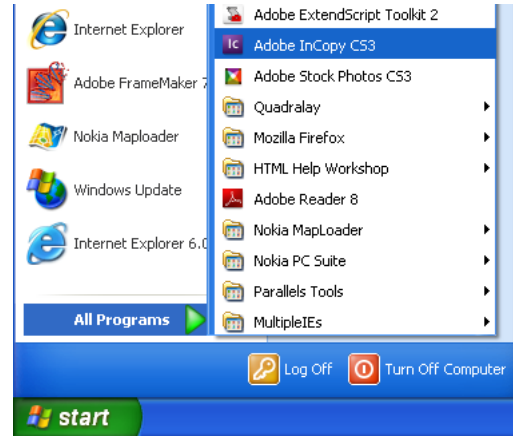 Internet Explorer
Adobe FrameMaker 7
Nokia Maploader
Windows Update
Internet Explorer 6.0
All Programs
Adobe ExtendScript Toolkit 2
Ic Adobe InCopy CS3
Adobe Stock Photos CS3
Quadralay
Mozilla Firefox
HTML Help Workshop
Adobe Reader 8
Nokia MapLoader
Nokia PC Suite
Parallels Tools
MultipleIEs
Log Off Turn Off Computer
start